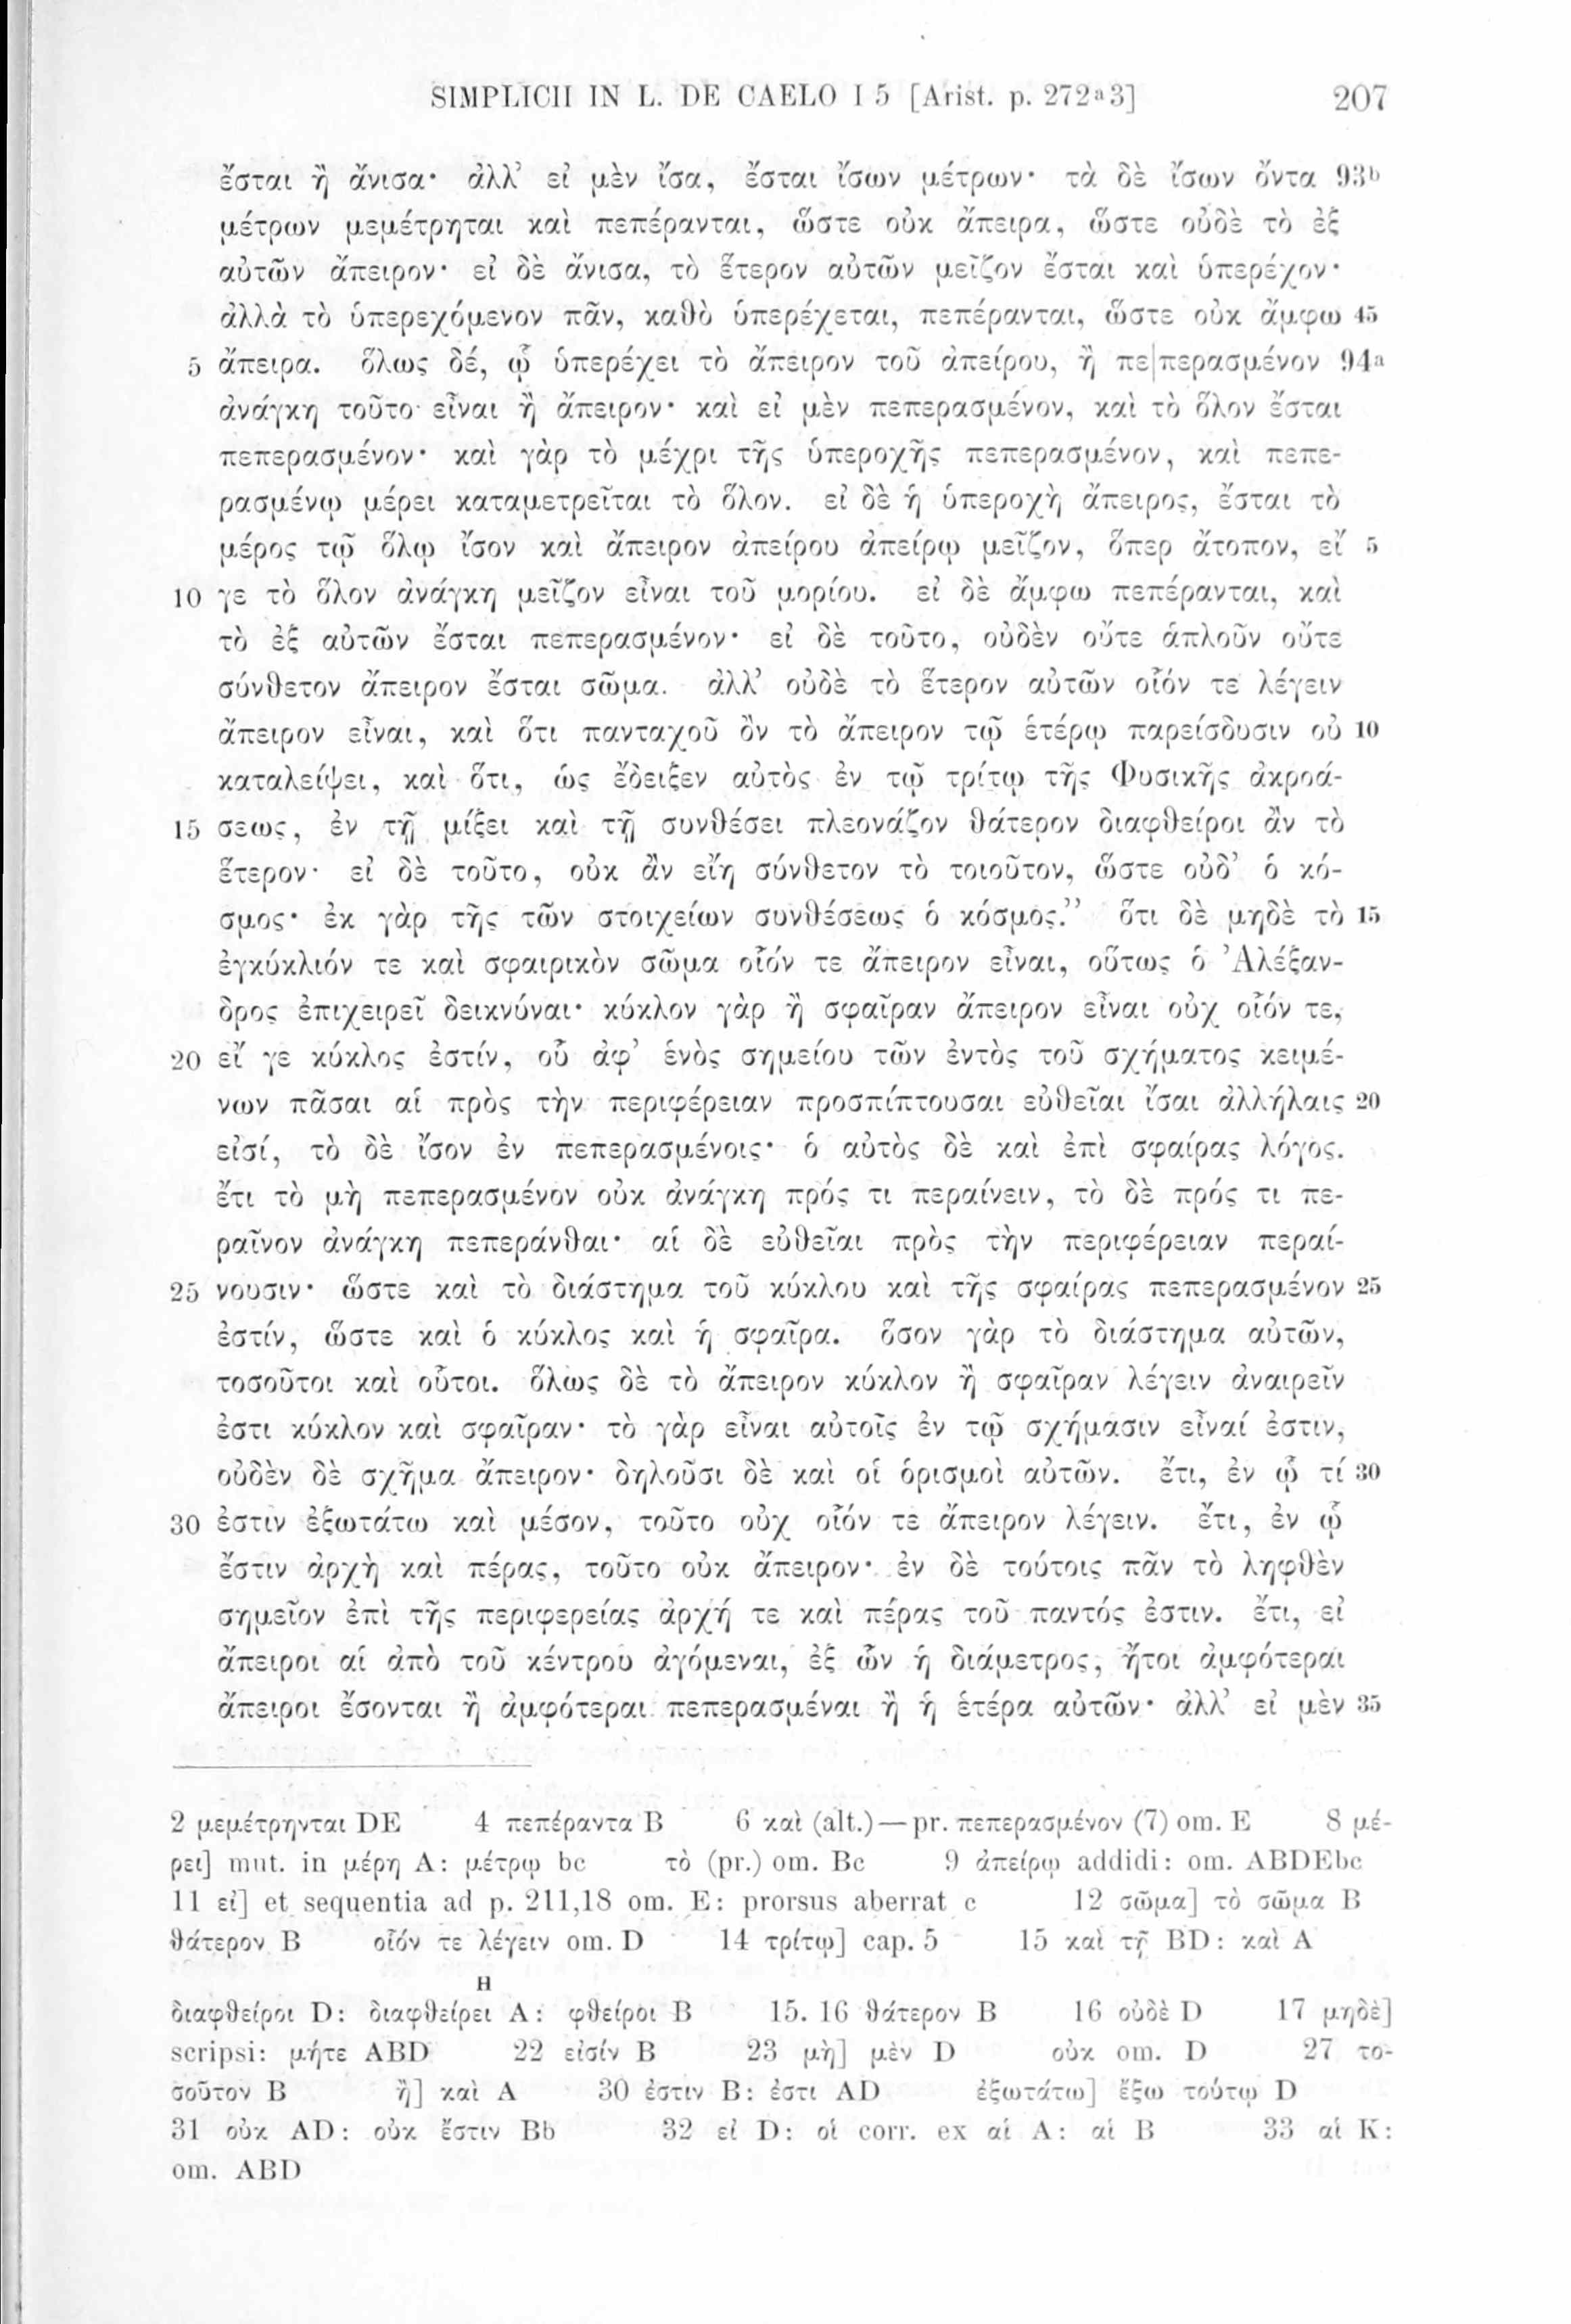 SIMPLICII IN L. DE CAELO I 5 [Arist. p. 272ᵃ3] 207
ἔσται ἢ ἄνισα· ἀλλ’ εἰ μὲν ἴσα, ἔσται ἴσων μέτρων· τὰ δὲ ἴσων ὄντα 93ᵇ
μέτρων μεμέτρηται καὶ πεπέρανται, ὥστε οὐκ ἄπειρα, ὥστε οὐδὲ τὸ ἐξ
αὐτῶν ἄπειρον· εἰ δὲ ἄνισα, τὸ ἕτερον αὐτῶν μεῖζον ἔσται καὶ ὑπερέχον·
ἀλλὰ τὸ ὑπερεχόμενον πᾶν, καθὸ ὑπερέχεται, πεπέρανται, ὥστε οὐκ ἄμφω 45
5 ἄπειρα. ὅλως δέ, ᾧ ὑπερέχει τὸ ἄπειρον τοῦ ἀπείρου, ἢ πε|περασμένον 94ᵃ
ἀνάγκη τοῦτο εἶναι ἢ ἄπειρον· καὶ εἰ μὲν πεπερασμένον, καὶ τὸ ὅλον ἔσται
πεπερασμένον· καὶ γὰρ τὸ μέχρι τῆς ὑπεροχῆς πεπερασμένον, καὶ πεπε-
ρασμένῳ μέρει καταμετρεῖται τὸ ὅλον. εἰ δὲ ἡ ὑπεροχὴ ἄπειρος, ἔσται τὸ
μέρος τῷ ὅλῳ ἴσον καὶ ἄπειρον ἀπείρου ἀπείρῳ μεῖζον, ὅπερ ἄτοπον, εἴ 5
10 γε τὸ ὅλον ἀνάγκη μεῖζον εἶναι τοῦ μορίου. εἰ δὲ ἄμφω πεπέρανται, καὶ
τὸ ἐξ αὐτῶν ἔσται πεπερασμένον· εἰ δὲ τοῦτο, οὐδὲν οὔτε ἁπλοῦν οὔτε
σύνθετον ἄπειρον ἔσται σῶμα. ἀλλ’ οὐδὲ τὸ ἕτερον αὐτῶν οἷόν τε λέγειν
ἄπειρον εἶναι, καὶ ὅτι πανταχοῦ ὂν τὸ ἄπειρον τῷ ἑτέρῳ παρείσδυσιν οὐ 10
καταλείψει, καὶ ὅτι, ὡς ἔδειξεν αὐτὸς ἐν τῷ τρίτῳ τῆς Φυσικῆς ἀκροά-
15 σεως, ἐν τῇ μίξει καὶ τῇ συνθέσει πλεονάζον θάτερον διαφθείροι ἂν τὸ
ἕτερον· εἰ δὲ τοῦτο, οὐκ ἂν εἴη σύνθετον τὸ τοιοῦτον, ὥστε οὐδ’ ὁ κό-
σμος· ἐκ γὰρ τῆς τῶν στοιχείων συνθέσεως ὁ κόσμος.” ὅτι δὲ μηδὲ τὸ 15
ἐγκύκλιόν τε καὶ σφαιρικὸν σῶμα οἷόν τε ἄπειρον εἶναι, οὕτως ὁ Ἀλέξαν-
δρος ἐπιχειρεῖ δεικνύναι· κύκλον γὰρ ἢ σφαῖραν ἄπειρον εἶναι οὐχ οἷόν τε,
20 εἴ γε κύκλος ἐστίν, οὗ ἀφ’ ἑνὸς σημείου τῶν ἐντὸς τοῦ σχήματος κειμέ-
νων πᾶσαι αἱ πρὸς τὴν περιφέρειαν προσπίπτουσαι εὐθεῖαι ἴσαι ἀλλήλαις 20
εἰσί, τὸ δὲ ἴσον ἐν πεπερασμένοις· ὁ αὐτὸς δὲ καὶ ἐπὶ σφαίρας λόγος.
ἔτι τὸ μὴ πεπερασμένον οὐκ ἀνάγκη πρός τι περαίνειν, τὸ δὲ πρός τι πε-
ραῖνον ἀνάγκη πεπεράνθαι· αἱ δὲ εὐθεῖαι πρὸς τὴν περιφέρειαν περαί-
25 νουσιν· ὥστε καὶ τὸ διάστημα τοῦ κύκλου καὶ τῆς σφαίρας πεπερασμένον 25
ἐστίν, ὥστε καὶ ὁ κύκλος καὶ ἡ σφαῖρα. ὅσον γὰρ τὸ διάστημα αὐτῶν,
τοσοῦτοι καὶ οὗτοι. ὅλως δὲ τὸ ἄπειρον κύκλον ἢ σφαῖραν λέγειν ἀναιρεῖν
ἐστι κύκλον καὶ σφαῖραν· τὸ γὰρ εἶναι αὐτοῖς ἐν τῷ σχήμασιν εἶναί ἐστιν,
οὐδὲν δὲ σχῆμα ἄπειρον· δηλοῦσι δὲ καὶ οἱ ὁρισμοὶ αὐτῶν. ἔτι, ἐν ᾧ τί 30
30 ἐστιν ἐξωτάτω καὶ μέσον, τοῦτο οὐχ οἷόν τε ἄπειρον λέγειν. ἔτι, ἐν ᾧ
ἔστιν ἀρχὴ καὶ πέρας, τοῦτο οὐκ ἄπειρον· ἐν δὲ τούτοις πᾶν τὸ ληφθὲν
σημεῖον ἐπὶ τῆς περιφερείας ἀρχή τε καὶ πέρας τοῦ παντός ἐστιν. ἔτι, εἰ
ἄπειροι αἱ ἀπὸ τοῦ κέντρου ἀγόμεναι, ἐξ ὧν ἡ διάμετρος, ἤτοι ἀμφότεραι
ἄπειροι ἔσονται ἢ ἀμφότεραι πεπερασμέναι ἢ ἡ ἑτέρα αὐτῶν· ἀλλ’ εἰ μὲν 35
2 μεμέτρηνται DE 4 πεπέραντα B 6 καὶ (alt.)—pr. πεπερασμένον (7) om. E 8 μέ-
ρει] mut. in μέρη A: μέτρῳ bc τὸ (pr.) om. Bc 9 ἀπείρῳ addidi: om. ABDEbc
11 εἰ] et sequentia ad p. 211,18 om. E: prorsus aberrat c 12 σῶμα] τὸ σῶμα B
θάτερον B οἷόν τε λέγειν om. D 14 τρίτῳ] cap. 5 15 καὶ τῇ BD: καὶ A
H
διαφθείροι D: διαφθείρει A: φθείροι B 15. 16 θάτερον B 16 οὐδὲ D 17 μηδὲ]
scripsi: μήτε ABD 22 εἰσίν B 23 μὴ] μὲν D οὐκ om. D 27 το-
σοῦτον B ἢ] καὶ A 30 ἐστιν B: ἐστι AD ἐξωτάτω] ἔξω τούτῳ D
31 οὐκ AD: οὐκ ἔστιν Bb 32 εἰ D: οἱ corr. ex αἱ A: αἱ B 33 αἱ K:
om. ABD